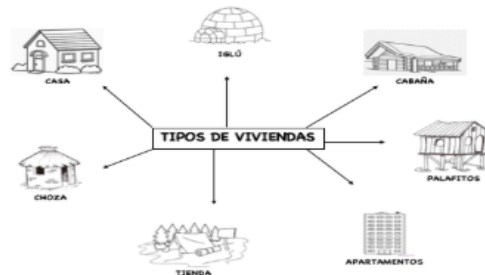 IGLÚ
CASA
CABAÑA
TIPOS DE VIVIENDAS
PALAFITOS
CHOZA
APARTAMENTOS
TIENDA